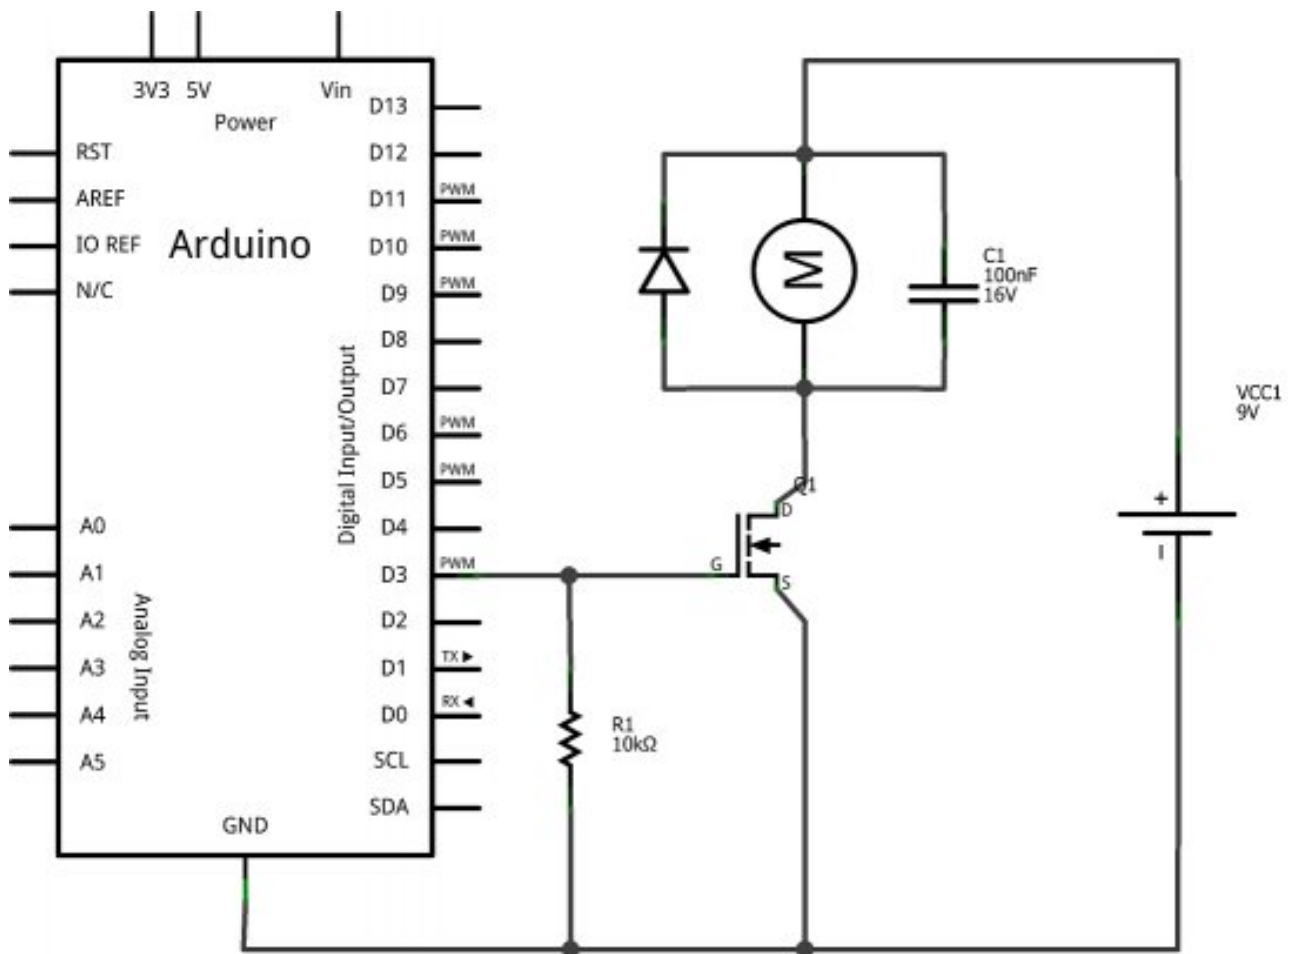 3V3 5V Vin
Power
D13
RST
D12
AREF
D11 PWM
IO REF
Arduino
D10 PWM
N/C
D9 PWM
D8
D7
D6 PWM
D5 PWM
Digital Input/Output
A0
D4
A1
D3 PWM
A2
D2
A3
D1 TX ►
A4
D0 RX ◄
A5
SCL
SDA
Analog Input
GND
M
C1
100nF
16V
VCC1
9V
+
I
Q1
D
G
S
R1
10kΩ